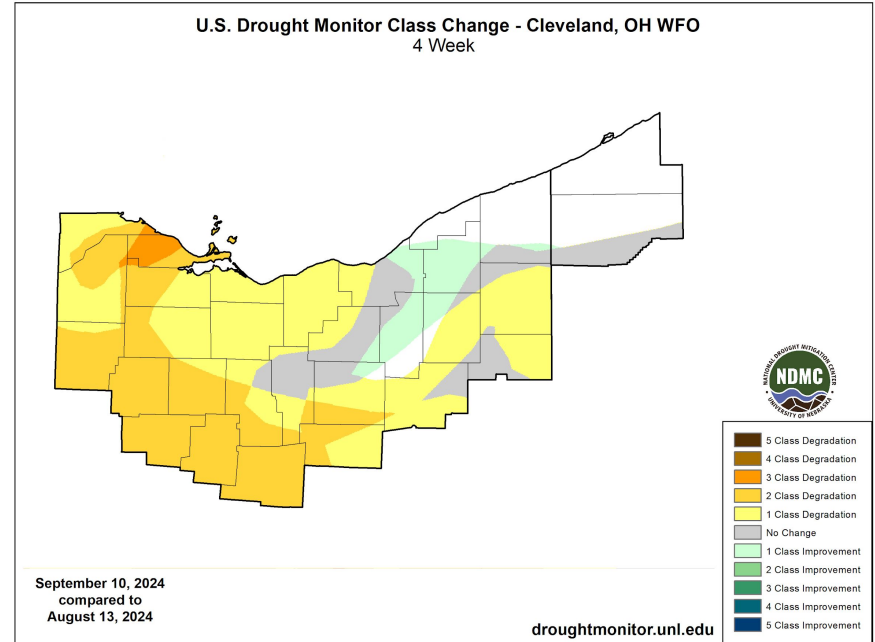 U.S. Drought Monitor Class Change - Cleveland, OH WFO
4 Week
NATIONAL DROUGHT MITIGATION CENTER
NDMC
UNIVERSITY OF NEBRASKA
5 Class Degradation
4 Class Degradation
3 Class Degradation
2 Class Degradation
1 Class Degradation
No Change
1 Class Improvement
2 Class Improvement
3 Class Improvement
4 Class Improvement
5 Class Improvement
September 10, 2024
compared to
August 13, 2024
droughtmonitor.unl.edu